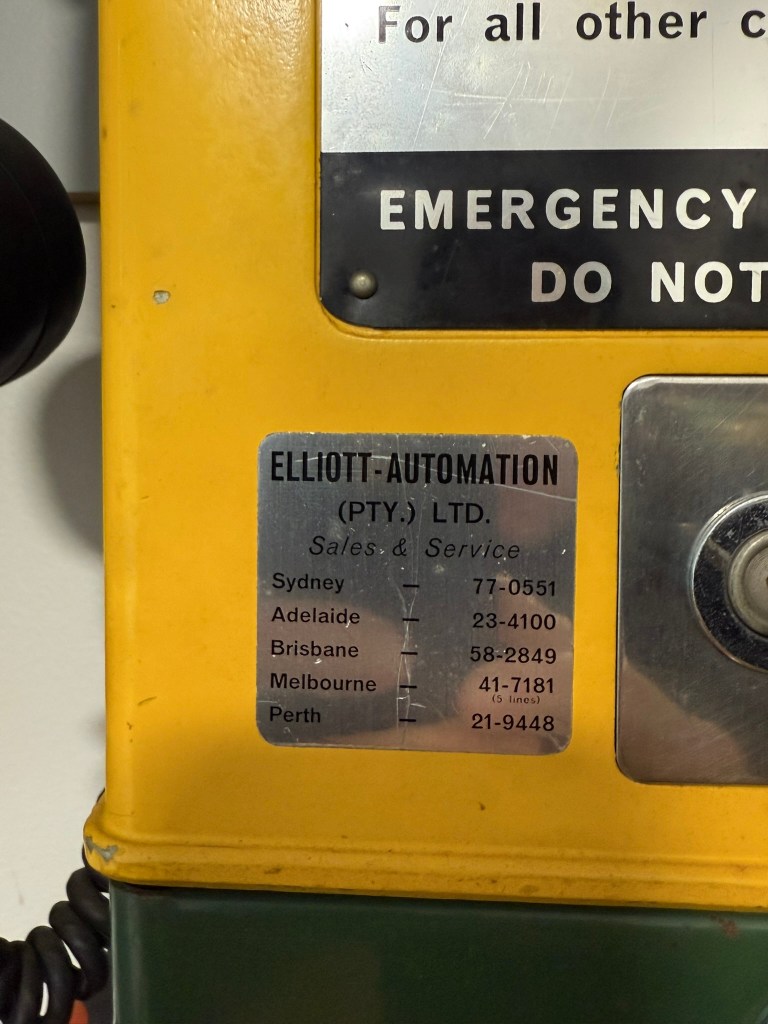 For all other
EMERGENCY
DO NOT
ELLIOTT-AUTOMATION
(PTY.) LTD.
Sales & Service
Sydney — 77-0551
Adelaide — 23-4100
Brisbane — 58-2849
Melbourne — 41-7181
(5 lines)
Perth — 21-9448